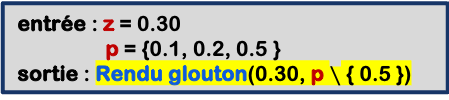 entrée : z = 0.30
p = {0.1, 0.2, 0.5 }
sortie : Rendu glouton(0.30, p \ { 0.5 })